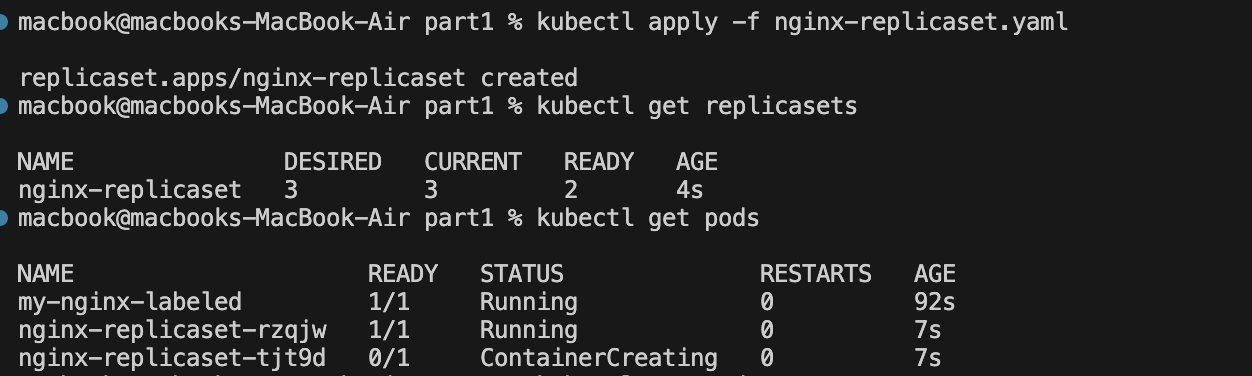 macbook@macbooks-MacBook-Air part1 % kubectl apply -f nginx-replicaset.yaml
replicaset.apps/nginx-replicaset created
macbook@macbooks-MacBook-Air part1 % kubectl get replicasets
NAME DESIRED CURRENT READY AGE
nginx-replicaset 3 3 2 4s
macbook@macbooks-MacBook-Air part1 % kubectl get pods
NAME READY STATUS RESTARTS AGE
my-nginx-labeled 1/1 Running 0 92s
nginx-replicaset-rzqjw 1/1 Running 0 7s
nginx-replicaset-tjt9d 0/1 ContainerCreating 0 7s